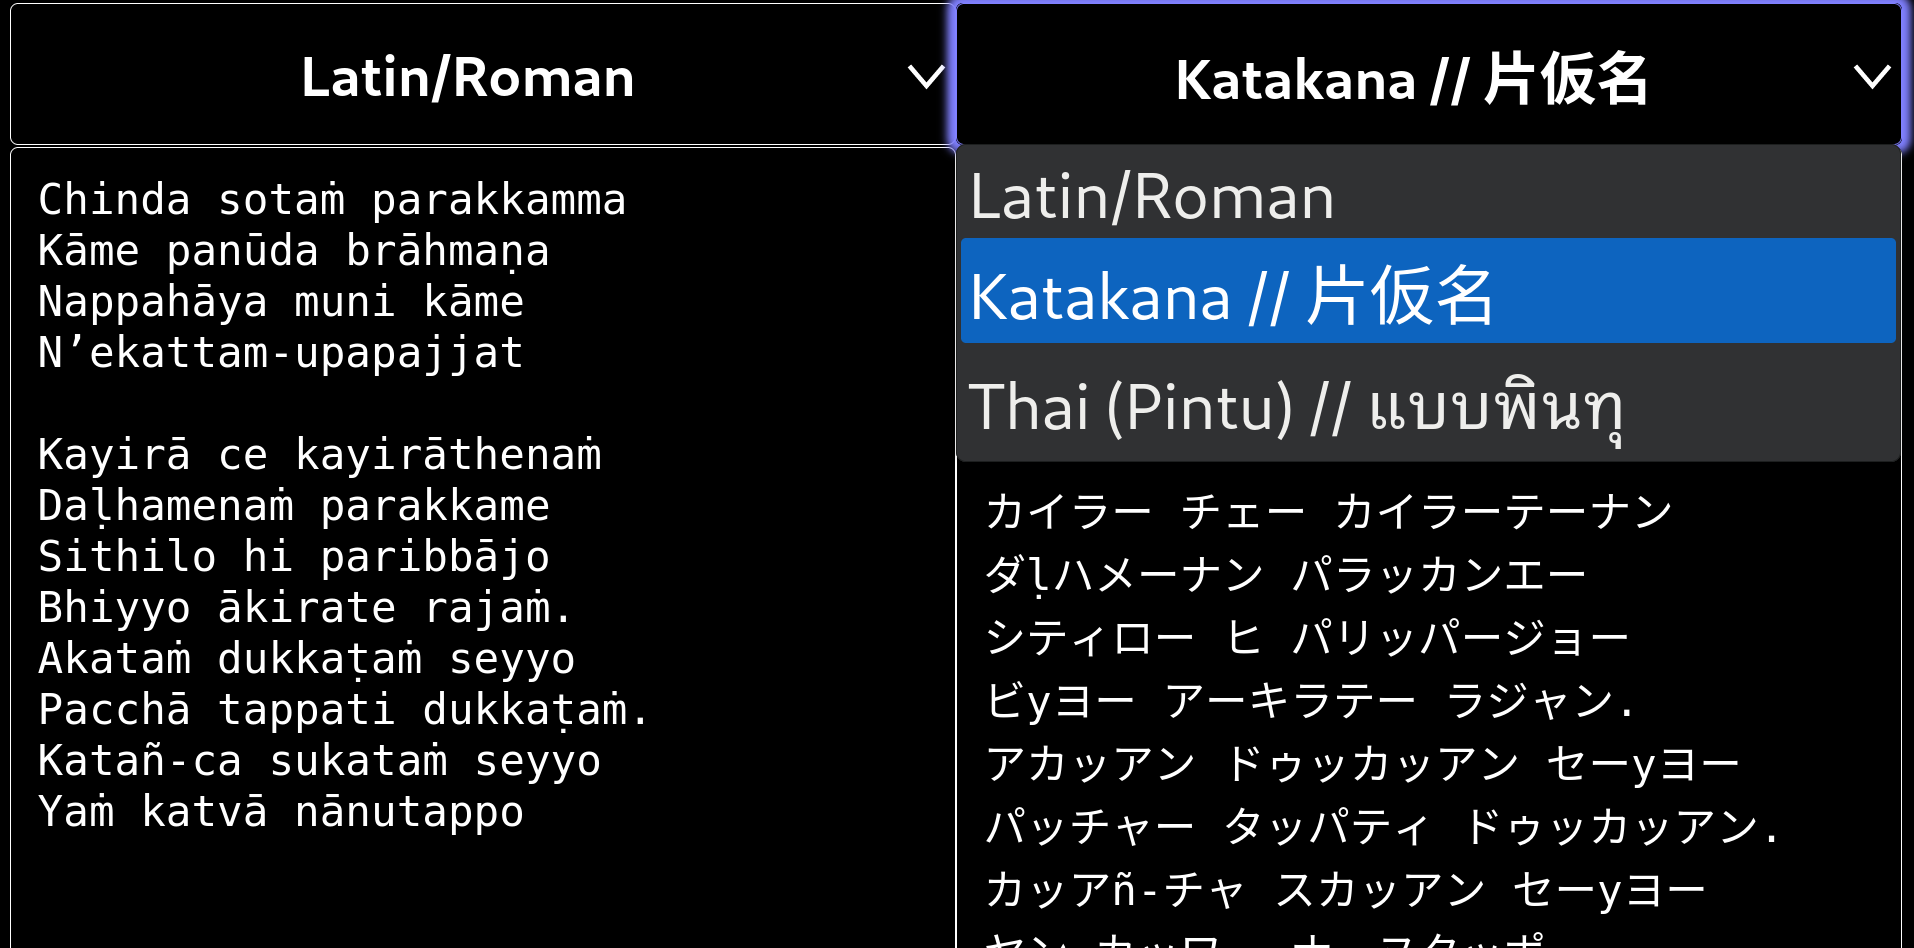 Latin/Roman
Chinda sotaṁ parakkamma
Kāme panūda brāhmaṇa
Nappahāya muni kāme
N’ekattam-upapajjat
Kayirā ce kayirāthenaṁ
Daḷhamenaṁ parakkame
Sithilo hi paribbājo
Bhiyyo ākirate rajaṁ.
Akataṁ dukkaṭaṁ seyyo
Pacchā tappati dukkaṭaṁ.
Katañ-ca sukataṁ seyyo
Yaṁ katvā nānutappo
Katakana // 片仮名
Latin/Roman
Katakana // 片仮名
Thai (Pintu) // แบบพินทุ
カイラー チェー カイラーテーナン
ダḷハメーナン パラッカンエー
シティロー ヒ パリッパージョー
ビyヨー アーキラテー ラジャン.
アカッアン ドゥッカッアン セーyヨー
パッチャー タッパティ ドゥッカッアン.
カッアñ-チャ スカッアン セーyヨー